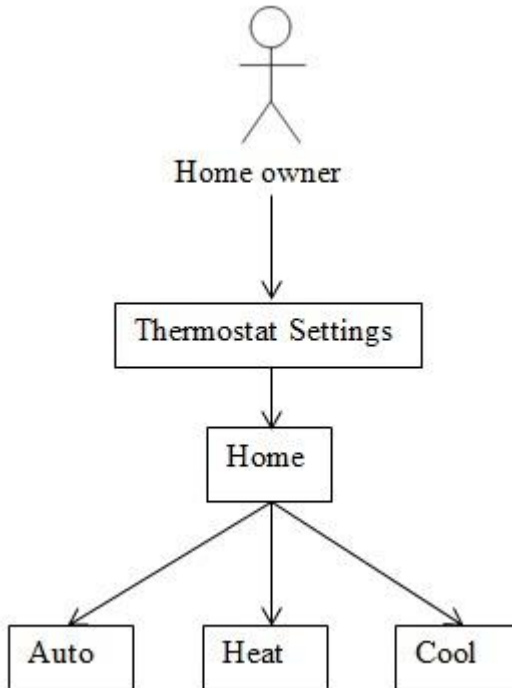 Home owner
Thermostat Settings
Home
Auto
Heat
Cool